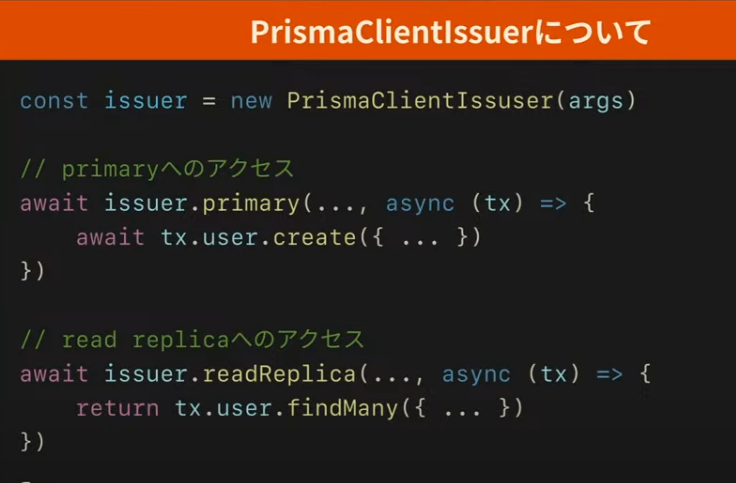 PrismaClientIssuerについて
const issuer = new PrismaClientIssuser(args)
// primaryへのアクセス
await issuer.primary(..., async (tx) => {
    await tx.user.create({ ... })
})
// read replicaへのアクセス
await issuer.readReplica(..., async (tx) => {
    return tx.user.findMany({ ... })
})